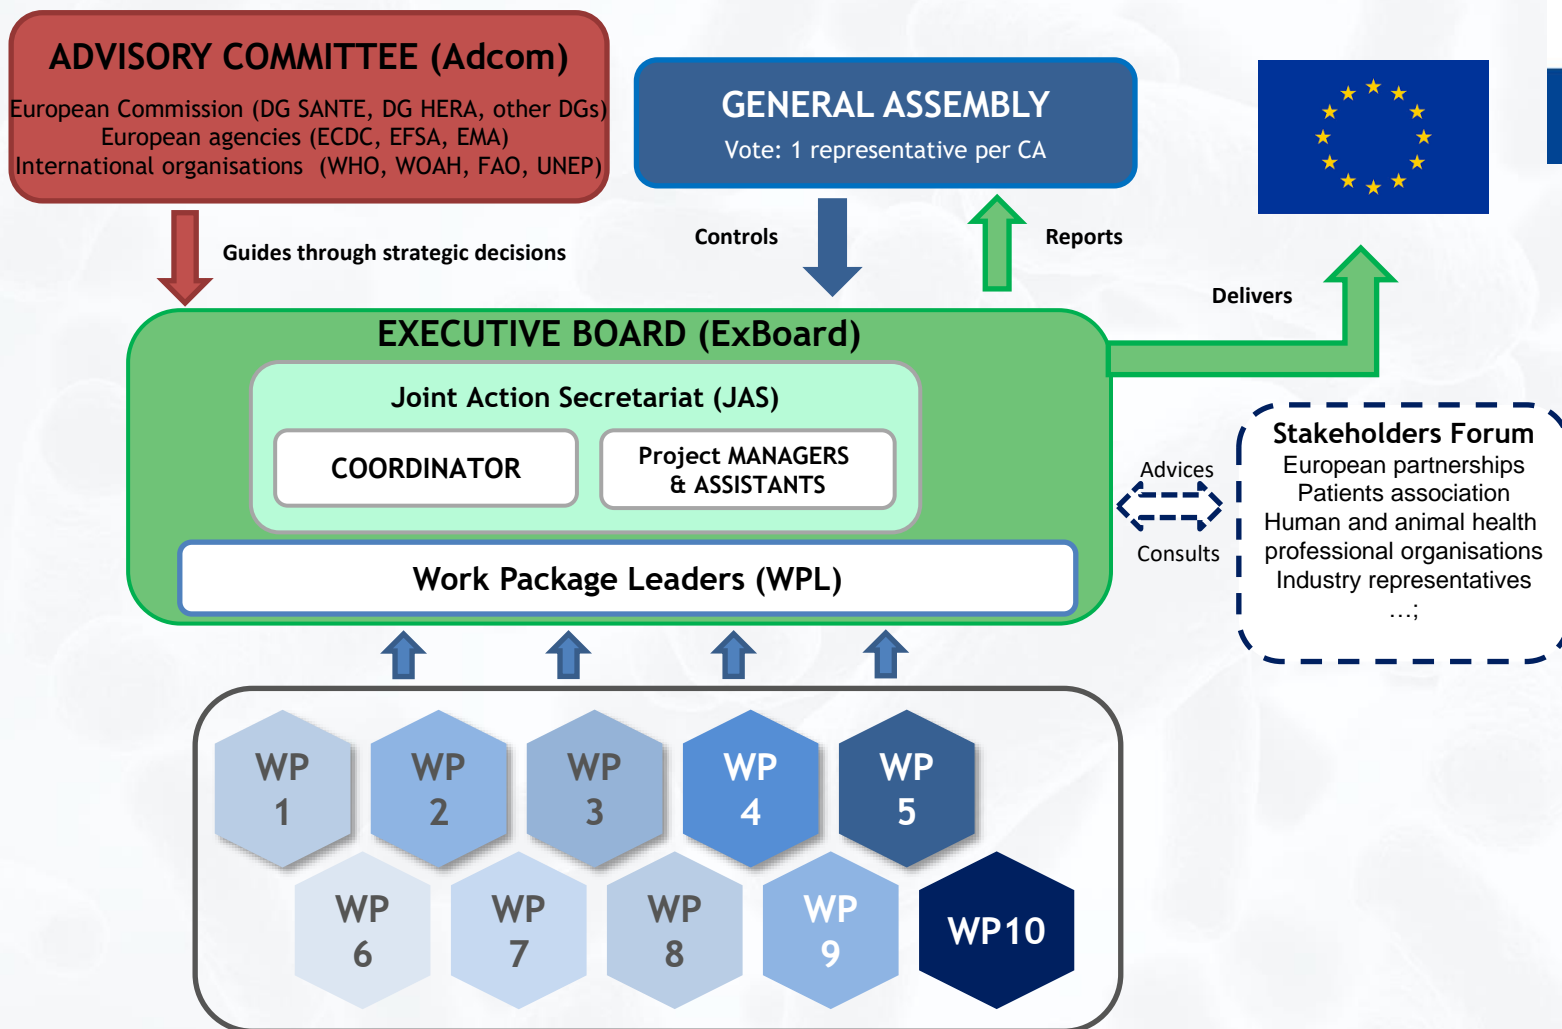 ADVISORY COMMITTEE (Adcom)
European Commission (DG SANTE, DG HERA, other DGs)
European agencies (ECDC, EFSA, EMA)
International organisations (WHO, WOAH, FAO, UNEP)
GENERAL ASSEMBLY
Vote: 1 representative per CA
Guides through strategic decisions
Controls
Reports
Delivers
EXECUTIVE BOARD (ExBoard)
Joint Action Secretariat (JAS)
COORDINATOR
Project MANAGERS
& ASSISTANTS
Work Package Leaders (WPL)
Advices
Consults
Stakeholders Forum
European partnerships
Patients association
Human and animal health
professional organisations
Industry representatives
…;
WP
1
WP
2
WP
3
WP
4
WP
5
WP
6
WP
7
WP
8
WP
9
WP10